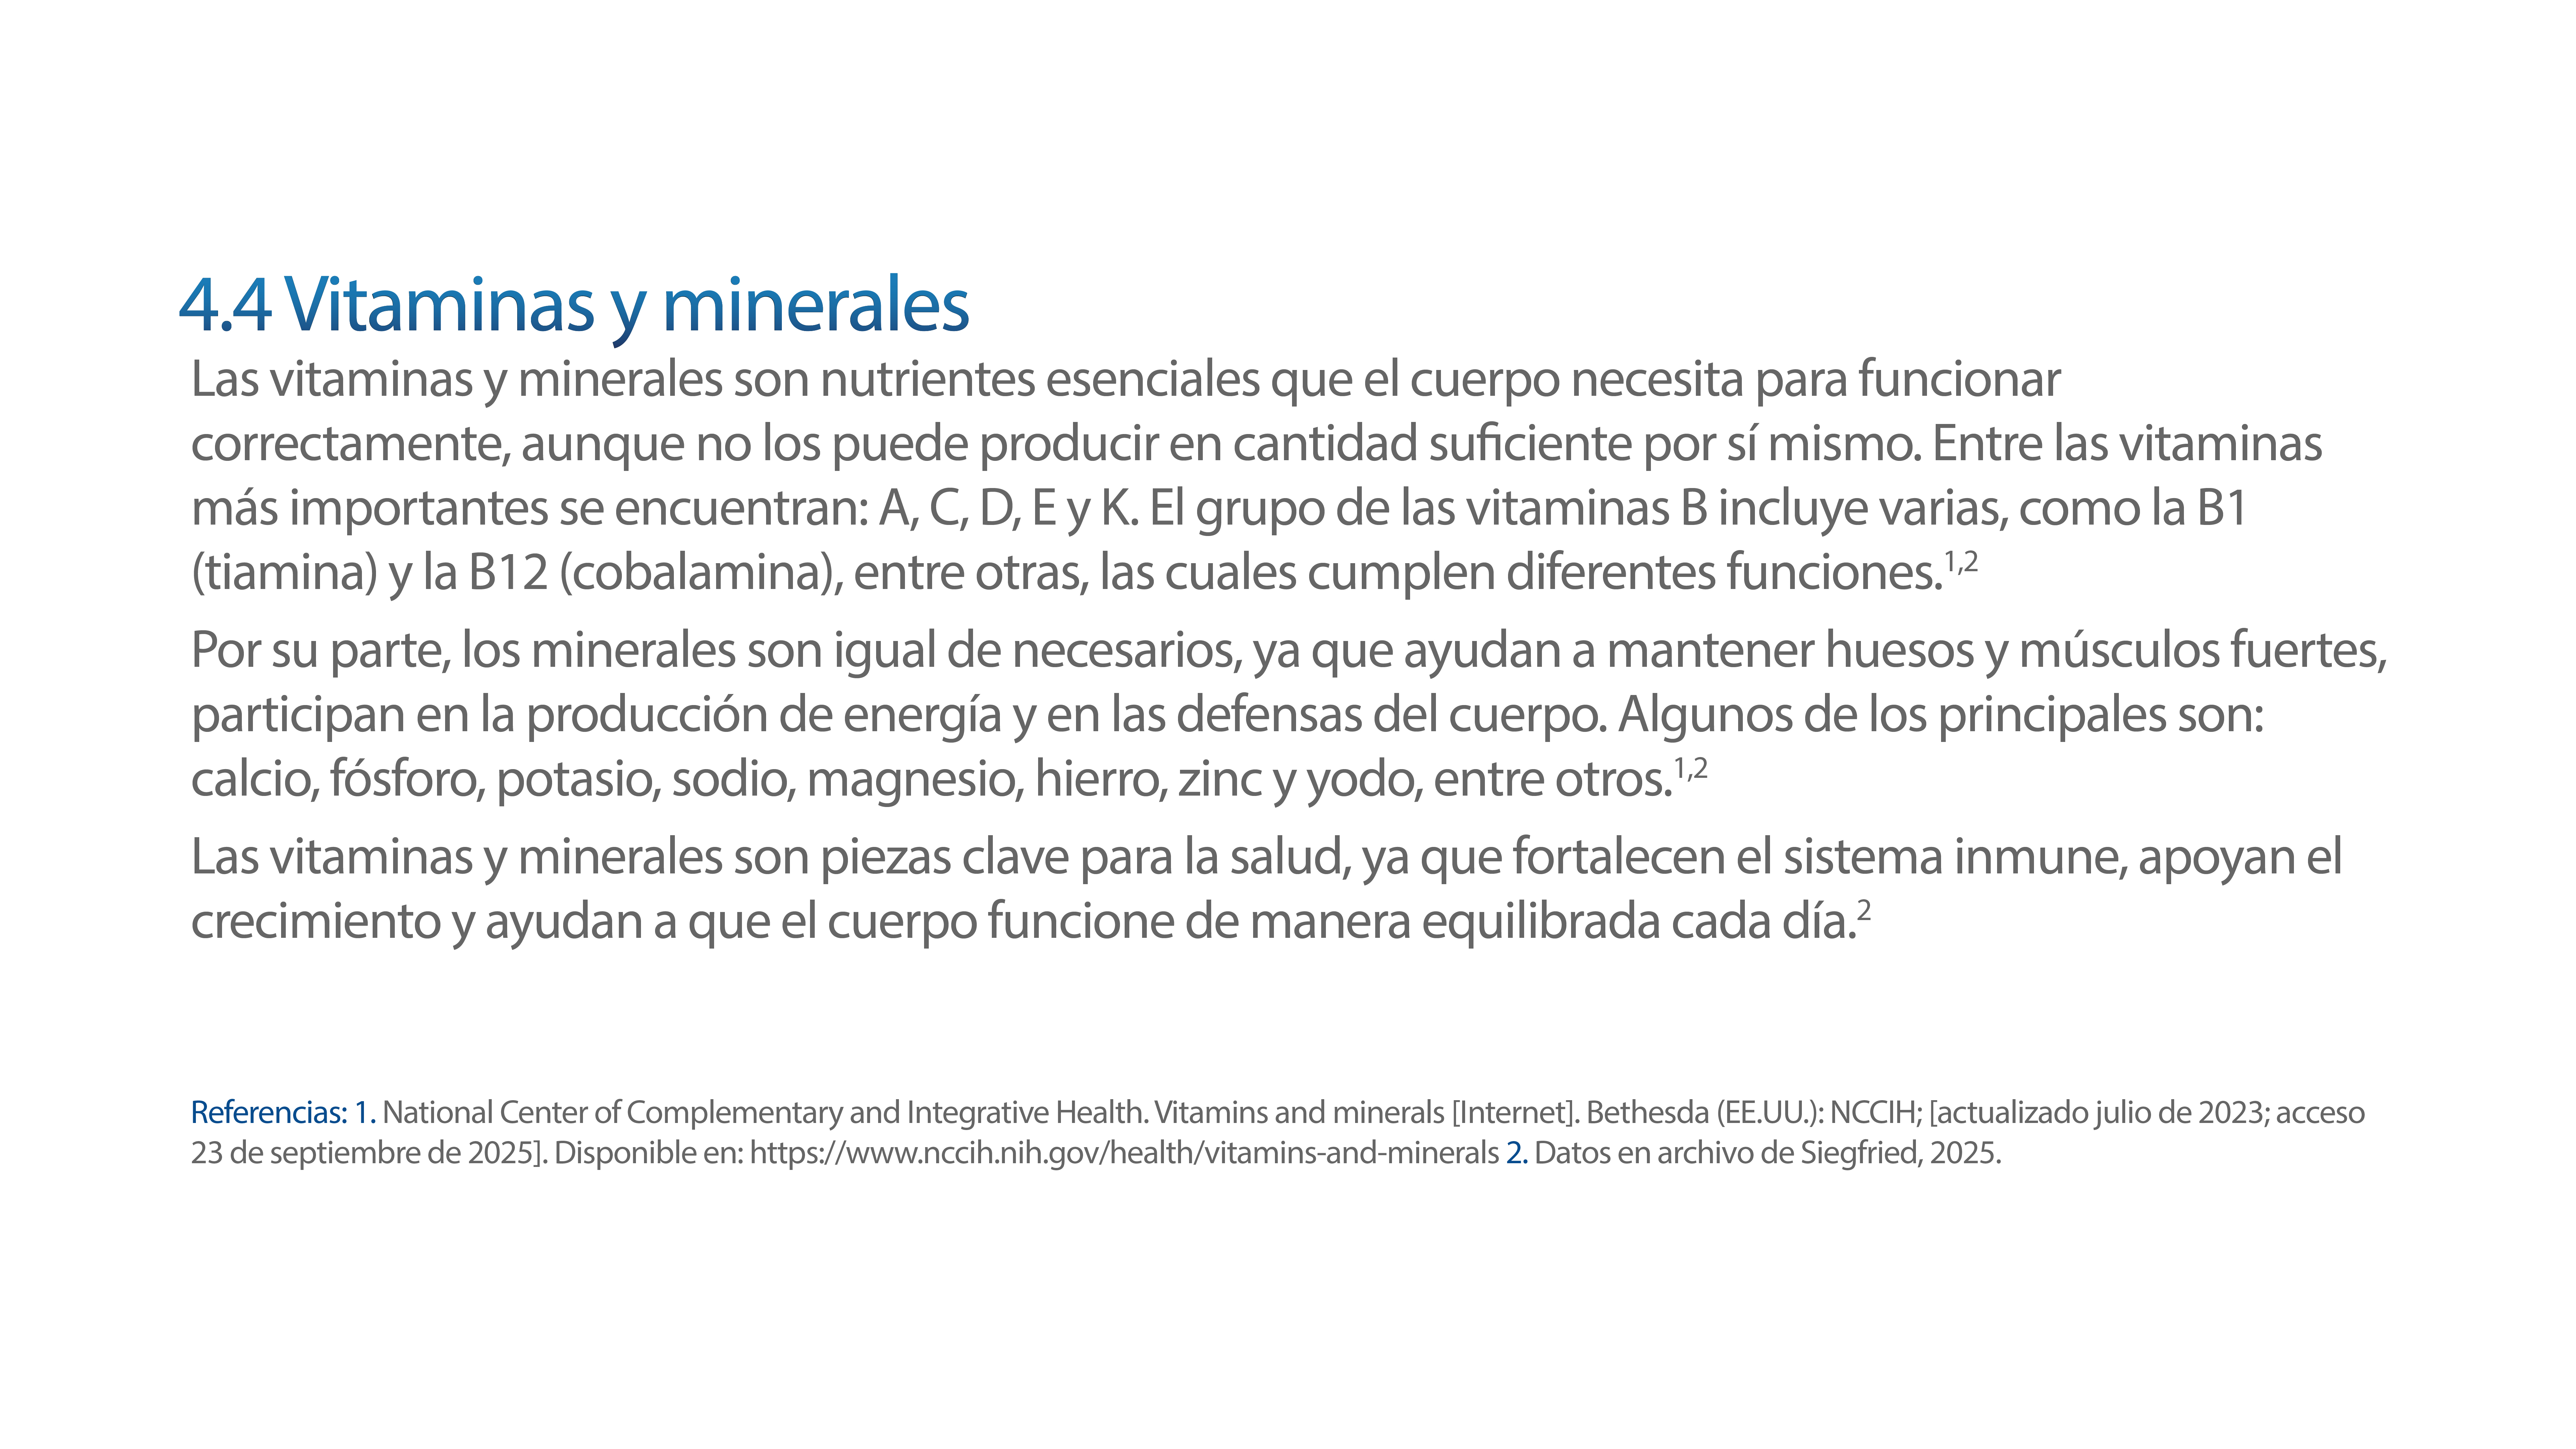 4.4 Vitaminas y minerales
Las vitaminas y minerales son nutrientes esenciales que el cuerpo necesita para funcionar
correctamente, aunque no los puede producir en cantidad suficiente por sí mismo. Entre las vitaminas
más importantes se encuentran: A, C, D, E y K. El grupo de las vitaminas B incluye varias, como la B1
(tiamina) y la B12 (cobalamina), entre otras, las cuales cumplen diferentes funciones.1,2
Por su parte, los minerales son igual de necesarios, ya que ayudan a mantener huesos y músculos fuertes,
participan en la producción de energía y en las defensas del cuerpo. Algunos de los principales son:
calcio, fósforo, potasio, sodio, magnesio, hierro, zinc y yodo, entre otros.1,2
Las vitaminas y minerales son piezas clave para la salud, ya que fortalecen el sistema inmune, apoyan el
crecimiento y ayudan a que el cuerpo funcione de manera equilibrada cada día.2
Referencias: 1. National Center of Complementary and Integrative Health. Vitamins and minerals [Internet]. Bethesda (EE.UU.): NCCIH; [actualizado julio de 2023; acceso
23 de septiembre de 2025]. Disponible en: https://www.nccih.nih.gov/health/vitamins-and-minerals 2. Datos en archivo de Siegfried, 2025.